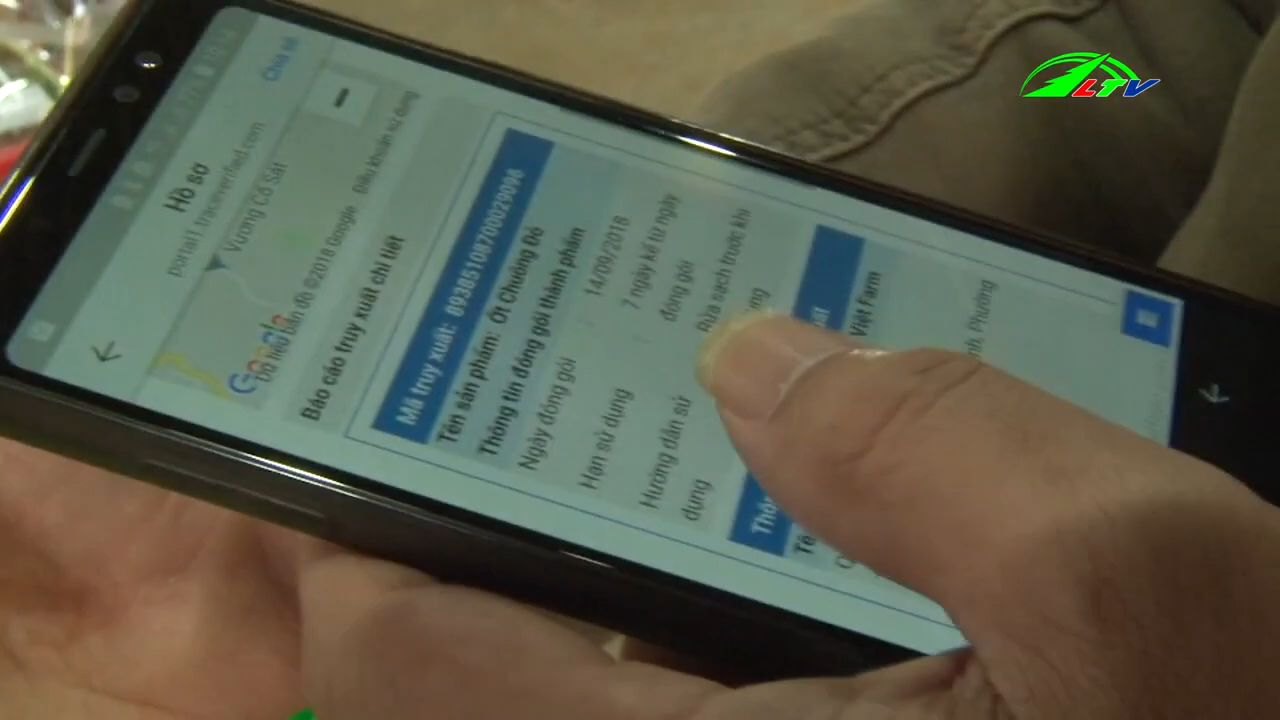 LTV
Chia sẻ
Hồ sơ
portal1.traceverified.com
Vương Cố Sát
Google
Dữ liệu bản đồ ©2018 Google Điều khoản sử dụng
Báo cáo truy xuất chi tiết
Mã truy xuất: 8938510870029096
Tên sản phẩm: Ớt Chuông Đỏ
Thông tin đóng gói thành phẩm
Ngày đóng gói 14/09/2018
Hạn sử dụng 7 ngày kể từ ngày
đóng gói
Hướng dẫn sử Rửa sạch trước khi
dụng
Việt Farm
Phường